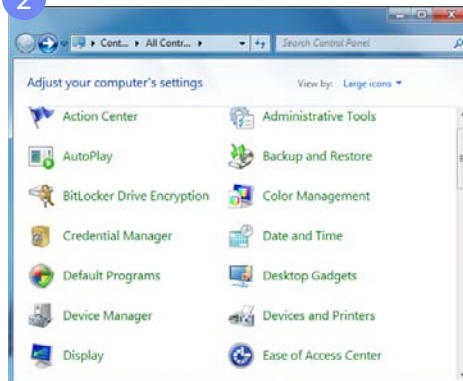 2
Cont... All Contr... Search Control Panel
Adjust your computer's settings View by: Large icons
Action Center Administrative Tools
AutoPlay Backup and Restore
BitLocker Drive Encryption Color Management
Credential Manager Date and Time
Default Programs Desktop Gadgets
Device Manager Devices and Printers
Display Ease of Access Center